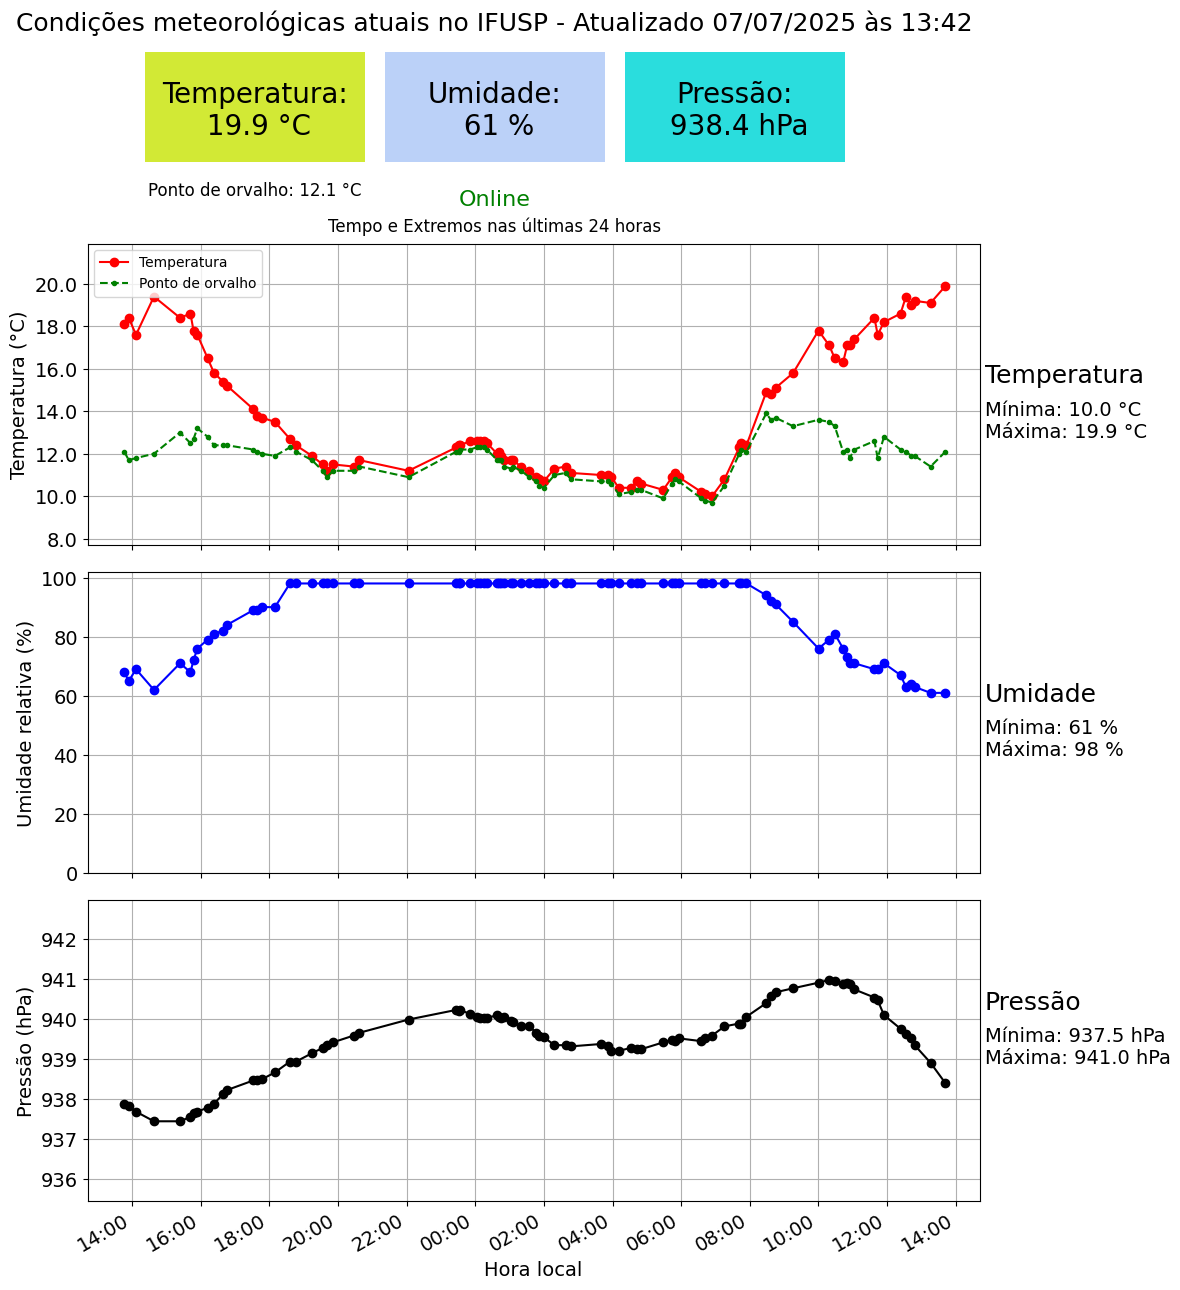 Condições meteorológicas atuais no IFUSP - Atualizado 07/07/2025 às 13:42
Temperatura:
19.9 °C
Umidade:
61 %
Pressão:
938.4 hPa
Ponto de orvalho: 12.1 °C
Online
Tempo e Extremos nas últimas 24 horas
Temperatura
Ponto de orvalho
Temperatura (°C)
20.0
18.0
16.0
14.0
12.0
10.0
8.0
Temperatura
Mínima: 10.0 °C
Máxima: 19.9 °C
Umidade relativa (%)
100
80
60
40
20
0
Umidade
Mínima: 61 %
Máxima: 98 %
Pressão (hPa)
942
941
940
939
938
937
936
Pressão
Mínima: 937.5 hPa
Máxima: 941.0 hPa
14:00 16:00 18:00 20:00 22:00 00:00 02:00 04:00 06:00 08:00 10:00 12:00 14:00
Hora local